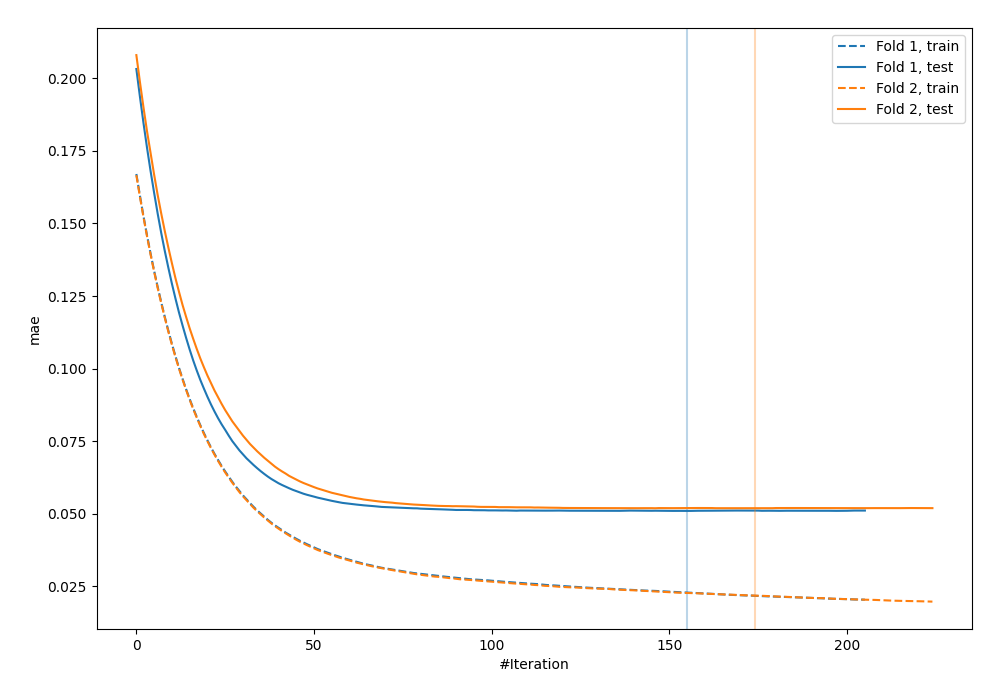 Fold 1, train
Fold 1, test
Fold 2, train
Fold 2, test
0.200
0.175
0.150
0.125
0.100
0.075
0.050
0.025
mae
0 50 100 150 200
#Iteration